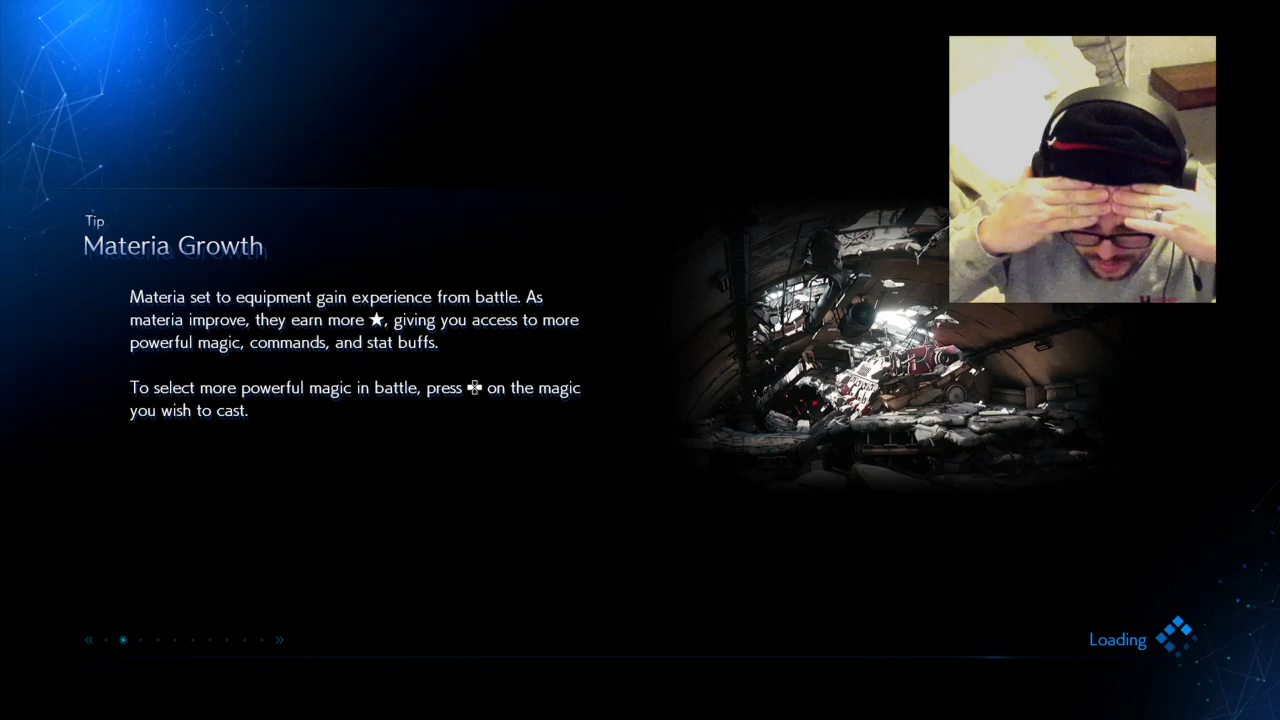 Tip
Materia Growth
Materia set to equipment gain experience from battle. As
materia improve, they earn more ★, giving you access to more
powerful magic, commands, and stat buffs.
To select more powerful magic in battle, press on the magic
you wish to cast.
Loading